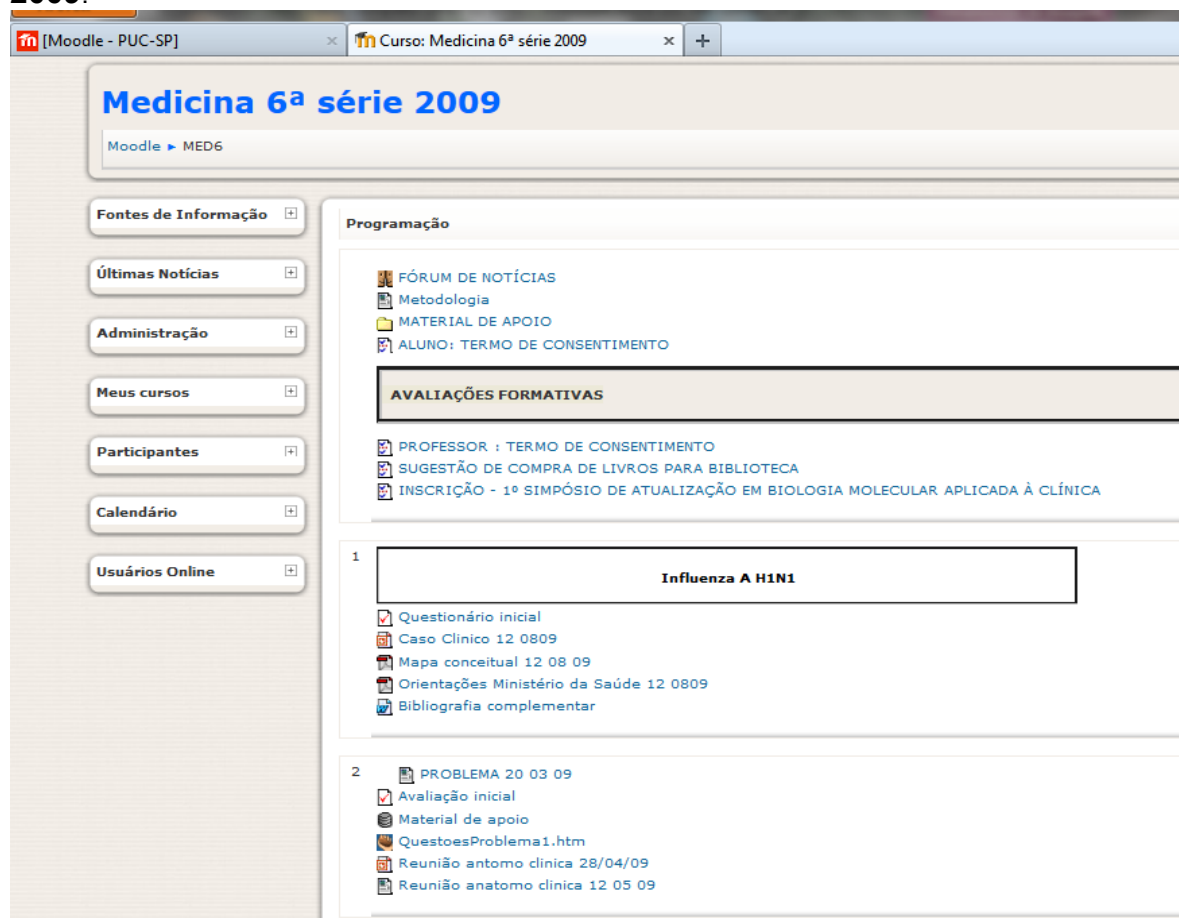 2009.
[Moodle - PUC-SP]
Curso: Medicina 6ª série 2009
Medicina 6ª série 2009
Moodle ► MED6
Fontes de Informação
Últimas Notícias
Administração
Meus cursos
Participantes
Calendário
Usuários Online
Programação
FÓRUM DE NOTÍCIAS
Metodologia
MATERIAL DE APOIO
ALUNO: TERMO DE CONSENTIMENTO
AVALIAÇÕES FORMATIVAS
PROFESSOR : TERMO DE CONSENTIMENTO
SUGESTÃO DE COMPRA DE LIVROS PARA BIBLIOTECA
INSCRIÇÃO - 1º SIMPÓSIO DE ATUALIZAÇÃO EM BIOLOGIA MOLECULAR APLICADA À CLÍNICA
1
Influenza A H1N1
Questionário inicial
Caso Clinico 12 0809
Mapa conceitual 12 08 09
Orientações Ministério da Saúde 12 0809
Bibliografia complementar
2
PROBLEMA 20 03 09
Avaliação inicial
Material de apoio
QuestoesProblema1.htm
Reunião antomo clinica 28/04/09
Reunião anatomo clinica 12 05 09